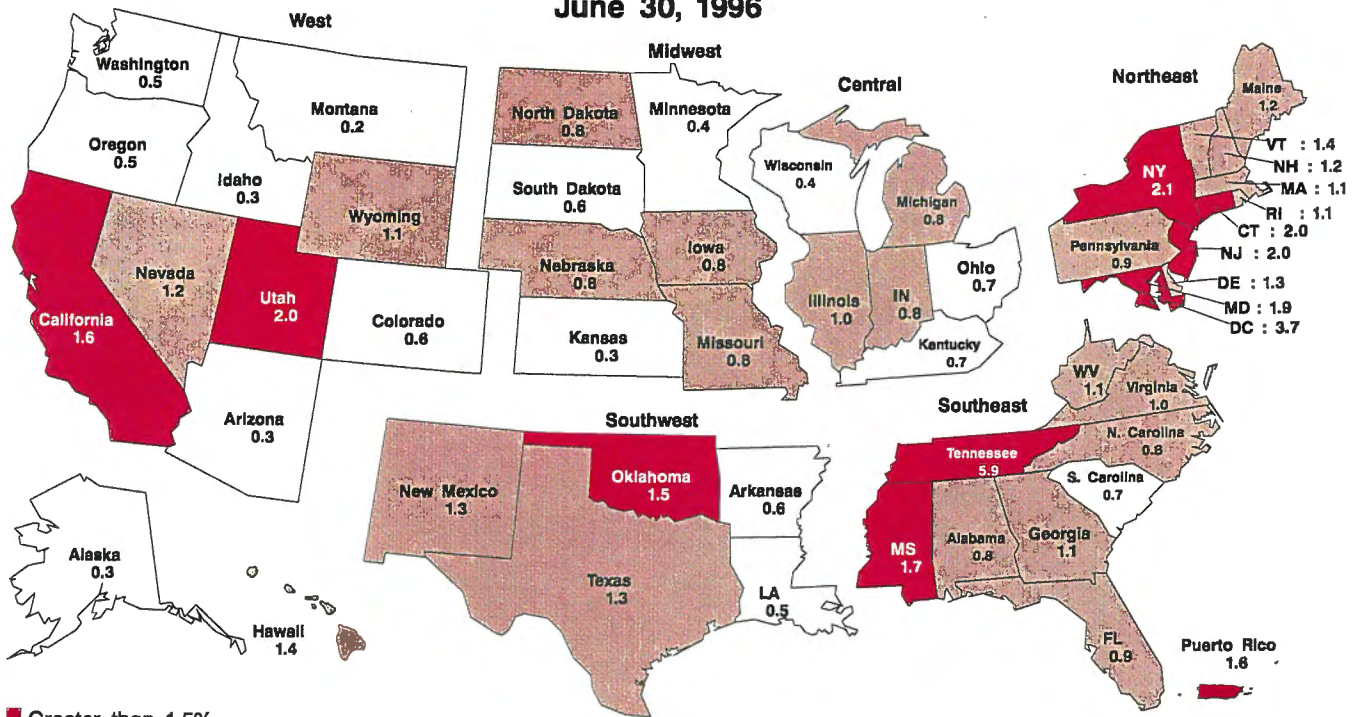 June 30, 1996
West
Washington
0.5
Oregon
0.5
Montana
0.2
Idaho
0.3
Wyoming
1.1
Nevada
1.2
Utah
2.0
California
1.6
Colorado
0.6
Arizona
0.3
Alaska
0.3
Hawaii
1.4
Midwest
North Dakota
0.8
Minnesota
0.4
South Dakota
0.6
Nebraska
0.8
Iowa
0.8
Kansas
0.3
Missouri
0.8
Central
Wisconsin
0.4
Michigan
0.8
Illinois
1.0
IN
0.8
Ohio
0.7
Kentucky
0.7
Northeast
Maine
1.2
VT : 1.4
NH : 1.2
MA : 1.1
RI : 1.1
CT : 2.0
NJ : 2.0
DE : 1.3
MD : 1.9
DC : 3.7
NY
2.1
Pennsylvania
0.9
Southwest
New Mexico
1.3
Oklahoma
1.5
Arkansas
0.6
Texas
1.3
LA
0.5
Southeast
WV
1.1
Virginia
1.0
N. Carolina
0.8
Tennessee
5.9
S. Carolina
0.7
MS
1.7
Alabama
0.8
Georgia
1.1
FL
0.9
Puerto Rico
1.6
Greater than 1.5%